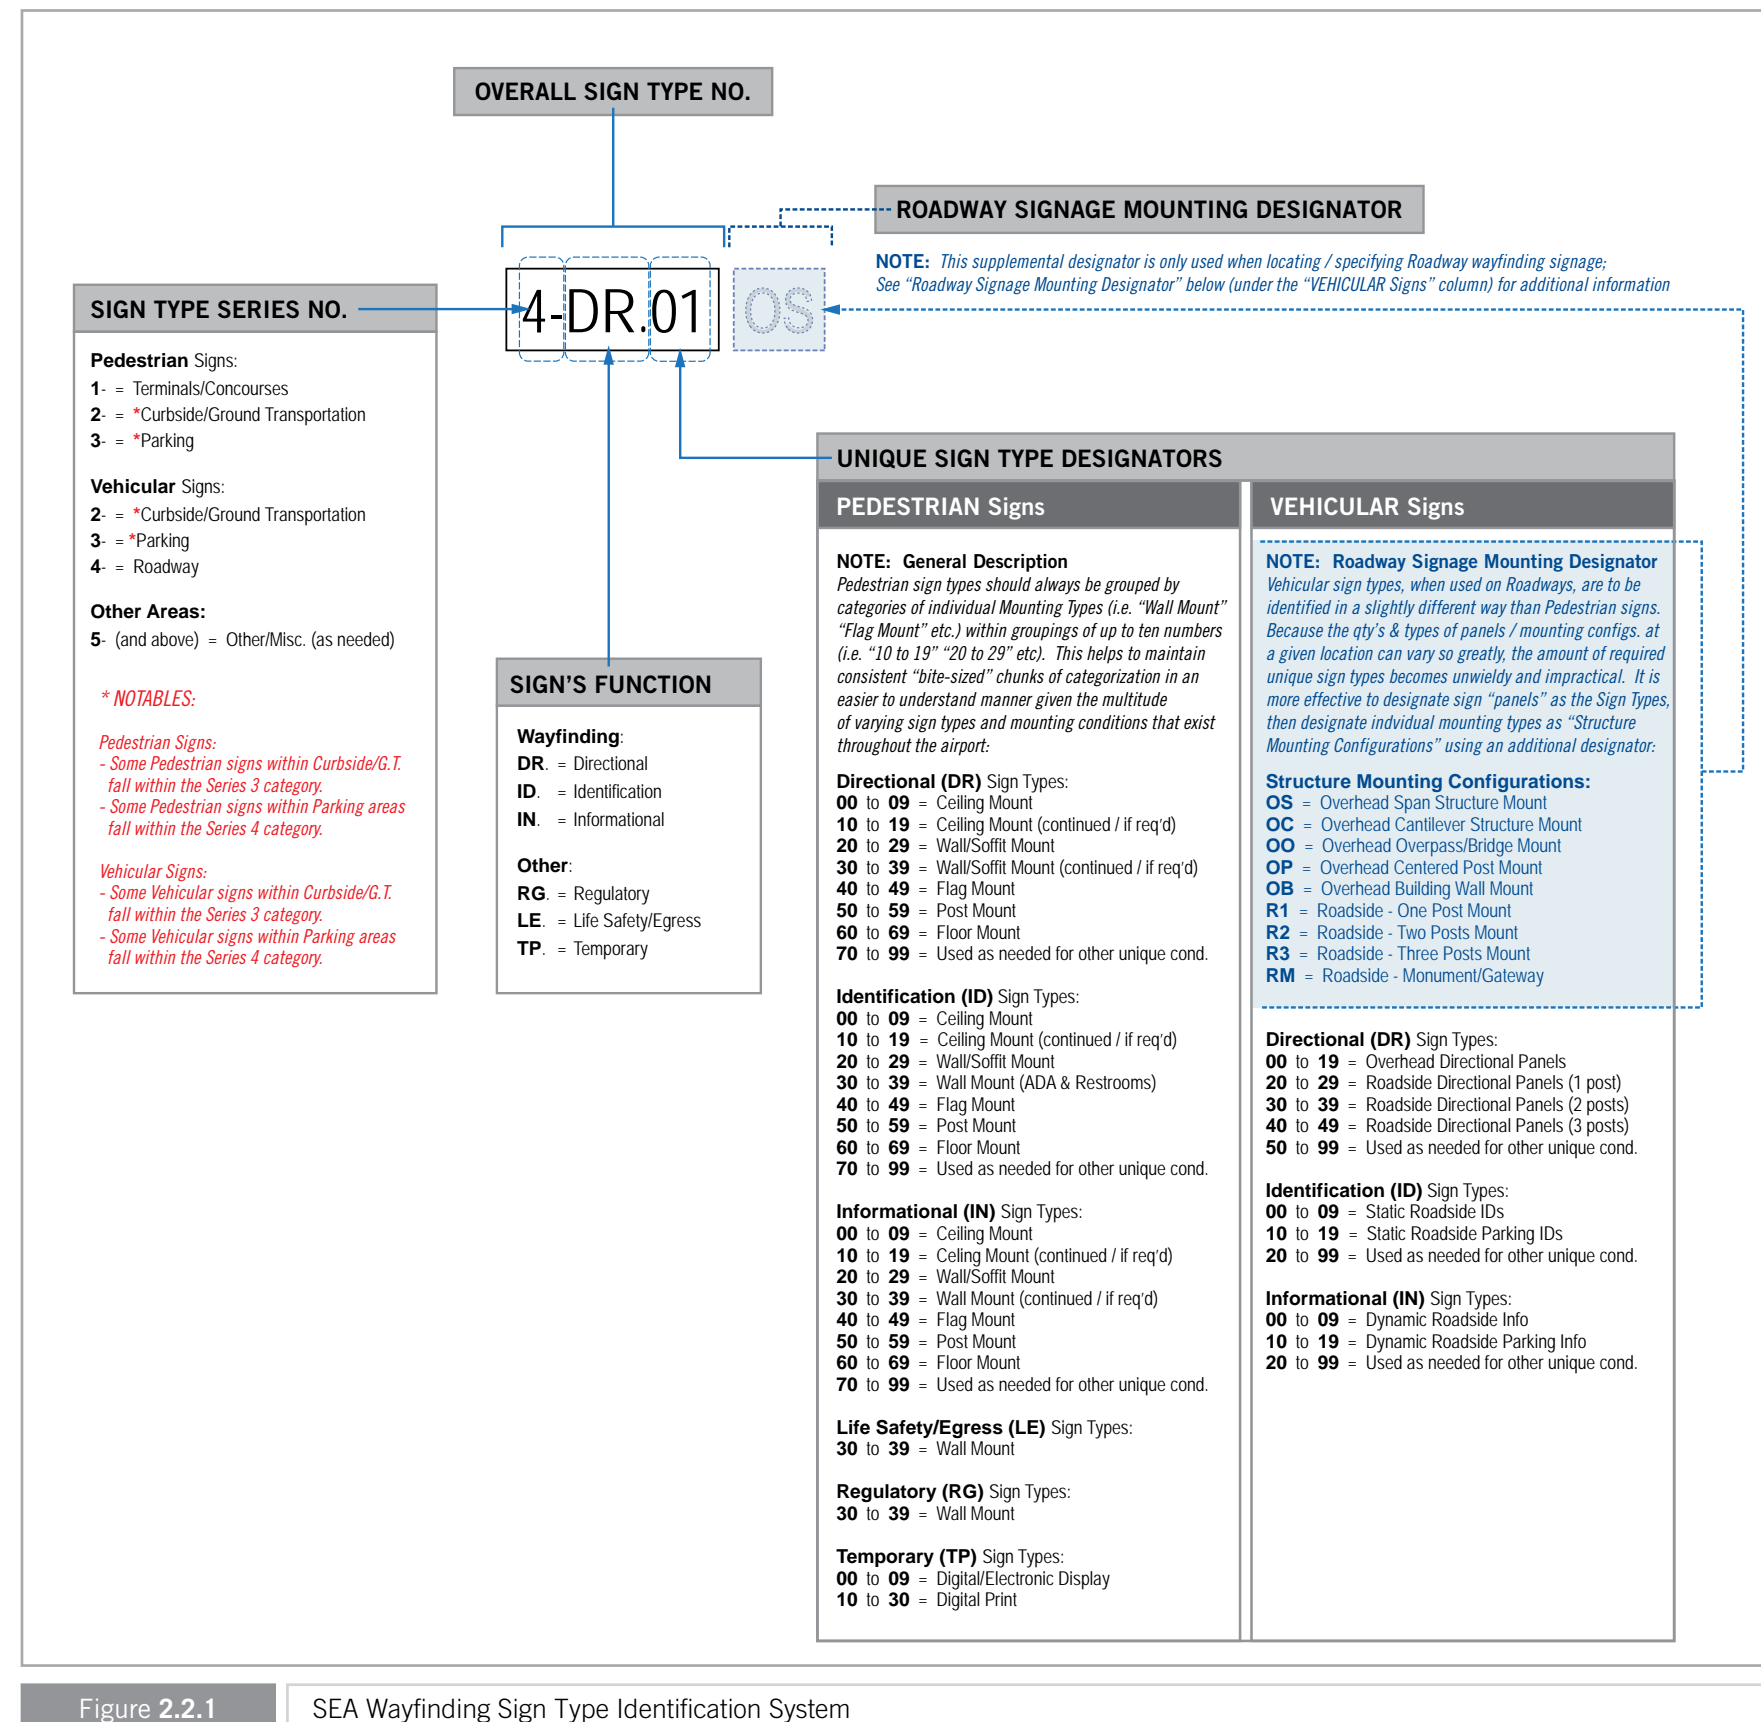 OVERALL SIGN TYPE NO.
ROADWAY SIGNAGE MOUNTING DESIGNATOR
NOTE: This supplemental designator is only used when locating / specifying Roadway wayfinding signage;
See “Roadway Signage Mounting Designator” below (under the “VEHICULAR Signs” column) for additional information
4-DR.01 OS
SIGN TYPE SERIES NO.
Pedestrian Signs:
1- = Terminals/Concourses
2- = *Curbside/Ground Transportation
3- = *Parking
Vehicular Signs:
2- = *Curbside/Ground Transportation
3- = *Parking
4- = Roadway
Other Areas:
5- (and above) = Other/Misc. (as needed)
* NOTABLES:
Pedestrian Signs:
- Some Pedestrian signs within Curbside/G.T.
fall within the Series 3 category.
- Some Pedestrian signs within Parking areas
fall within the Series 4 category.
Vehicular Signs:
- Some Vehicular signs within Curbside/G.T.
fall within the Series 3 category.
- Some Vehicular signs within Parking areas
fall within the Series 4 category.
SIGN’S FUNCTION
Wayfinding:
DR. = Directional
ID. = Identification
IN. = Informational
Other:
RG. = Regulatory
LE. = Life Safety/Egress
TP. = Temporary
UNIQUE SIGN TYPE DESIGNATORS
PEDESTRIAN Signs
NOTE: General Description
Pedestrian sign types should always be grouped by
categories of individual Mounting Types (i.e. “Wall Mount”
“Flag Mount” etc.) within groupings of up to ten numbers
(i.e. “10 to 19” “20 to 29” etc). This helps to maintain
consistent “bite-sized” chunks of categorization in an
easier to understand manner given the multitude
of varying sign types and mounting conditions that exist
throughout the airport:
Directional (DR) Sign Types:
00 to 09 = Ceiling Mount
10 to 19 = Ceiling Mount (continued / if req’d)
20 to 29 = Wall/Soffit Mount
30 to 39 = Wall/Soffit Mount (continued / if req’d)
40 to 49 = Flag Mount
50 to 59 = Post Mount
60 to 69 = Floor Mount
70 to 99 = Used as needed for other unique cond.
Identification (ID) Sign Types:
00 to 09 = Ceiling Mount
10 to 19 = Ceiling Mount (continued / if req’d)
20 to 29 = Wall/Soffit Mount
30 to 39 = Wall Mount (ADA & Restrooms)
40 to 49 = Flag Mount
50 to 59 = Post Mount
60 to 69 = Floor Mount
70 to 99 = Used as needed for other unique cond.
Informational (IN) Sign Types:
00 to 09 = Ceiling Mount
10 to 19 = Celing Mount (continued / if req’d)
20 to 29 = Wall/Soffit Mount
30 to 39 = Wall Mount (continued / if req’d)
40 to 49 = Flag Mount
50 to 59 = Post Mount
60 to 69 = Floor Mount
70 to 99 = Used as needed for other unique cond.
Life Safety/Egress (LE) Sign Types:
30 to 39 = Wall Mount
Regulatory (RG) Sign Types:
30 to 39 = Wall Mount
Temporary (TP) Sign Types:
00 to 09 = Digital/Electronic Display
10 to 30 = Digital Print
VEHICULAR Signs
NOTE: Roadway Signage Mounting Designator
Vehicular sign types, when used on Roadways, are to be
identified in a slightly different way than Pedestrian signs.
Because the qty’s & types of panels / mounting configs. at
a given location can vary so greatly, the amount of required
unique sign types becomes unwieldy and impractical. It is
more effective to designate sign “panels” as the Sign Types,
then designate indvidual mounting types as “Structure
Mounting Configurations” using an additional designator:
Structure Mounting Configurations:
OS = Overhead Span Structure Mount
OC = Overhead Cantilever Structure Mount
OO = Overhead Overpass/Bridge Mount
OP = Overhead Centered Post Mount
OB = Overhead Building Wall Mount
R1 = Roadside - One Post Mount
R2 = Roadside - Two Posts Mount
R3 = Roadside - Three Posts Mount
RM = Roadside - Monument/Gateway
Directional (DR) Sign Types:
00 to 19 = Overhead Directional Panels
20 to 29 = Roadside Directional Panels (1 post)
30 to 39 = Roadside Directional Panels (2 posts)
40 to 49 = Roadside Directional Panels (3 posts)
50 to 99 = Used as needed for other unique cond.
Identification (ID) Sign Types:
00 to 09 = Static Roadside IDs
10 to 19 = Static Roadside Parking IDs
20 to 99 = Used as needed for other unique cond.
Informational (IN) Sign Types:
00 to 09 = Dynamic Roadside Info
10 to 19 = Dynamic Roadside Parking Info
20 to 99 = Used as needed for other unique cond.
Figure 2.2.1
SEA Wayfinding Sign Type Identification System